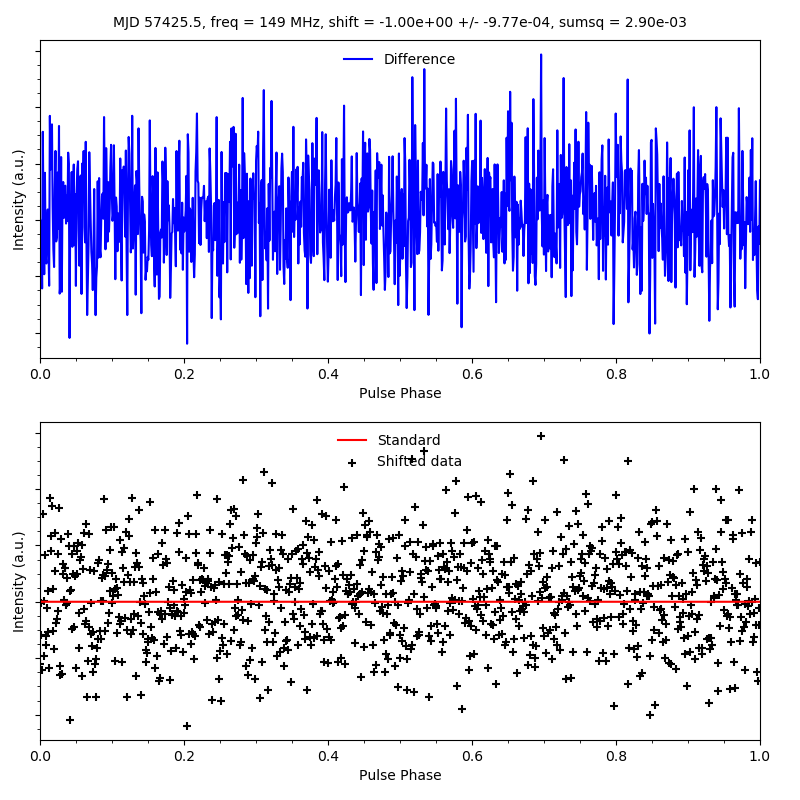 MJD 57425.5, freq = 149 MHz, shift = -1.00e+00 +/- -9.77e-04, sumsq = 2.90e-03
Difference
Intensity (a.u.)
0.0 0.2 0.4 0.6 0.8 1.0
Pulse Phase
Standard
Shifted data
Intensity (a.u.)
0.0 0.2 0.4 0.6 0.8 1.0
Pulse Phase